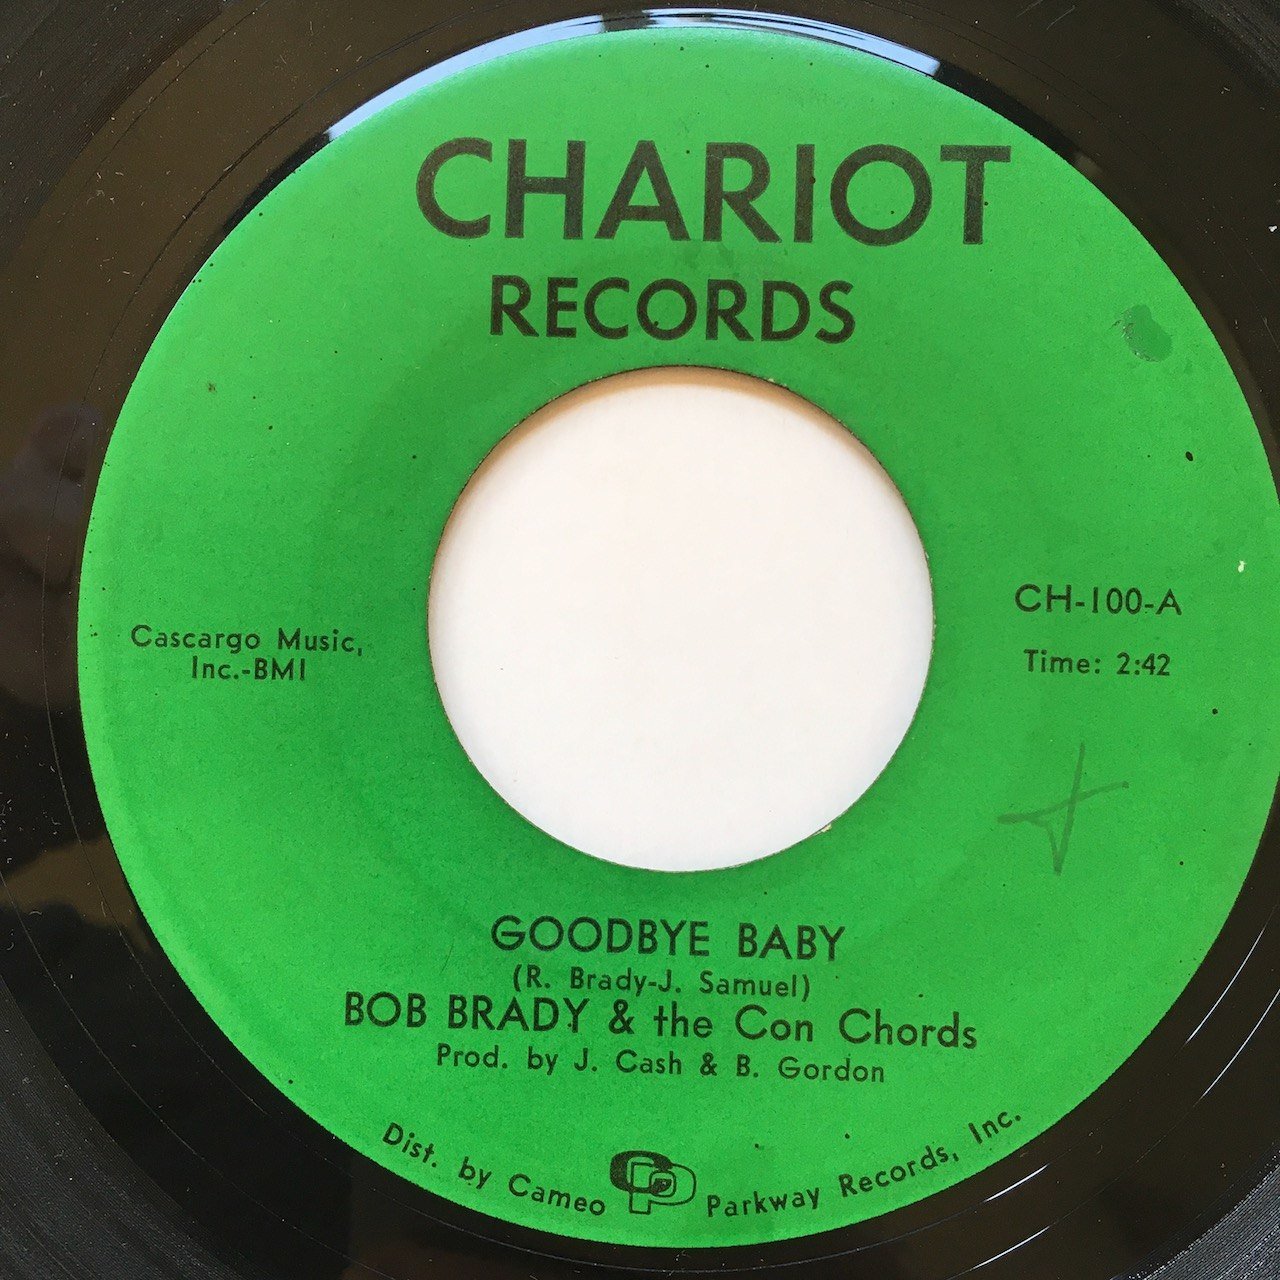 CHARIOT
RECORDS
CH-100-A
Time: 2:42
Cascargo Music,
Inc.-BMI
GOODBYE BABY
(R. Brady-J. Samuel)
BOB BRADY & the Con Chords
Prod. by J. Cash & B. Gordon
Dist. by Cameo CP Parkway Records, Inc.